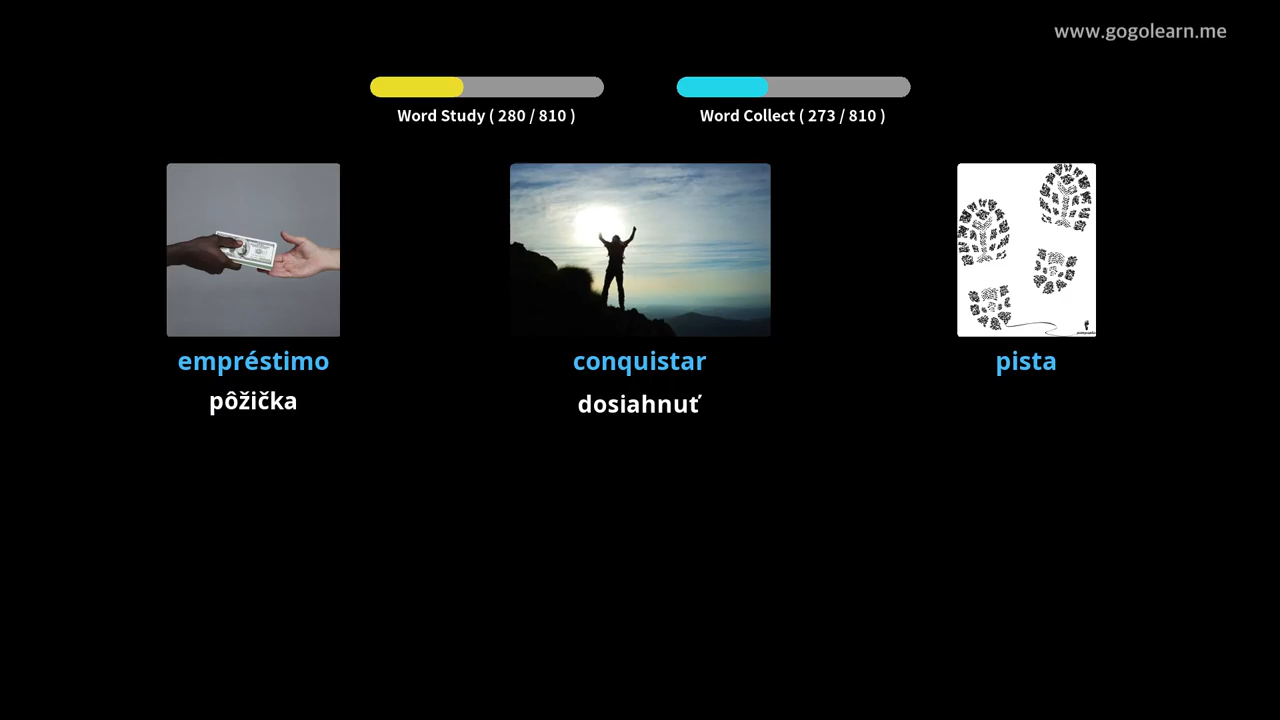 www.gogolearn.me
Word Study ( 280 / 810 )
Word Collect ( 273 / 810 )
empréstimo
conquistar
pista
pôžička
dosiahnuť